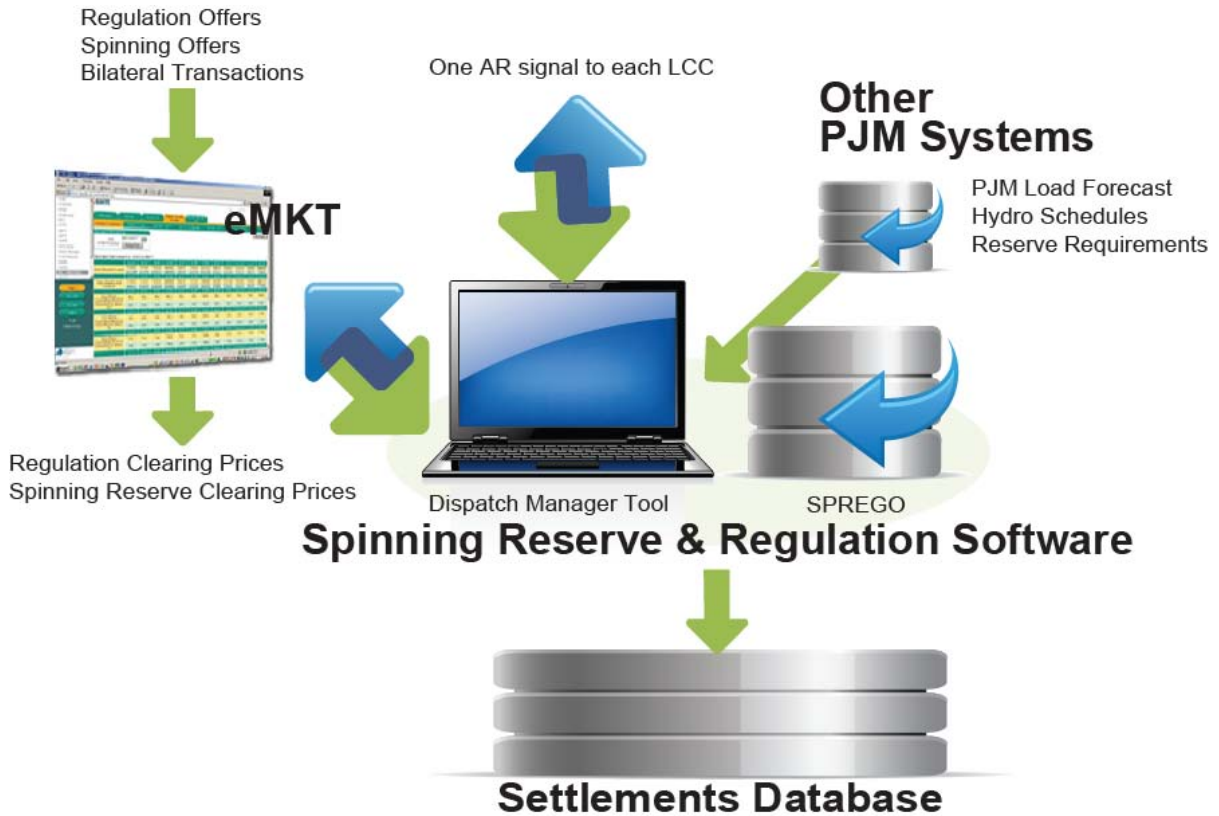 Regulation Offers
Spinning Offers
Bilateral Transactions
One AR signal to each LCC
Other
PJM Systems
PJM Load Forecast
Hydro Schedules
Reserve Requirements
eMKT
Regulation Clearing Prices
Spinning Reserve Clearing Prices
Dispatch Manager Tool
SPREGO
Spinning Reserve & Regulation Software
Settlements Database